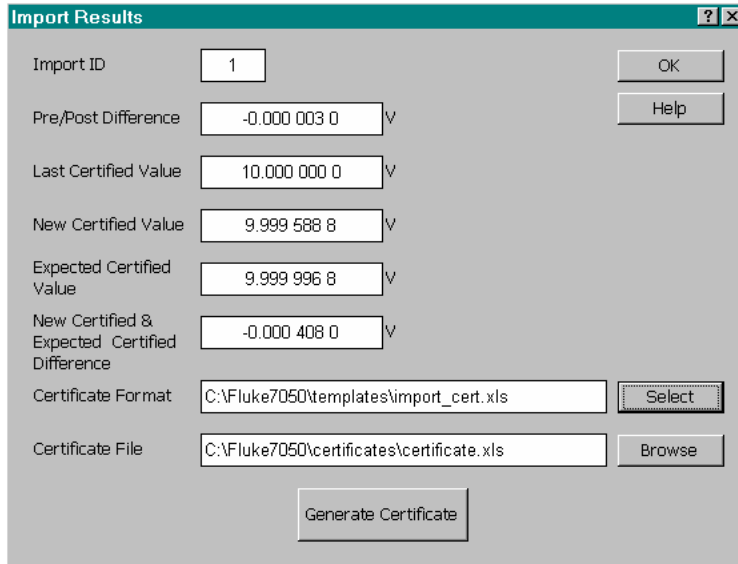 Import Results
Import ID 1 OK
Pre/Post Difference -0.000 003 0 V Help
Last Certified Value 10.000 000 0 V
New Certified Value 9.999 588 8 V
Expected Certified
Value 9.999 996 8 V
New Certified &
Expected Certified
Difference -0.000 408 0 V
Certificate Format C:\Fluke7050\templates\import_cert.xls Select
Certificate File C:\Fluke7050\certificates\certificate.xls Browse
Generate Certificate